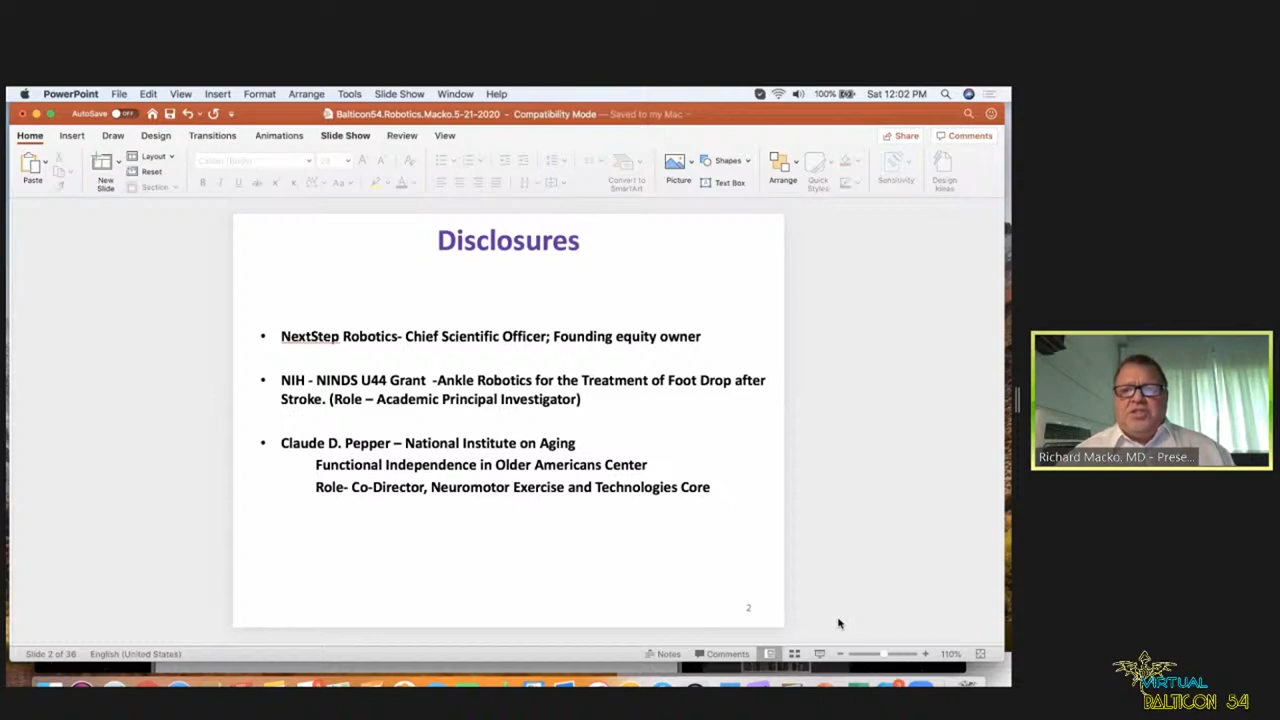 PowerPoint File Edit View Insert Format Arrange Tools Slide Show Window Help 100% Sat 12:02 PM
AutoSave OFF Balticon54.Robotics.Macko.5-21-2020 - Compatibility Mode — Saved to my Mac
Home Insert Draw Design Transitions Animations Slide Show Review View Share Comments
Paste New Slide Layout Reset Section Convert to SmartArt Picture Shapes Text Box Arrange Quick Styles Sensitivity Design Ideas
Disclosures
• NextStep Robotics- Chief Scientific Officer; Founding equity owner
• NIH - NINDS U44 Grant -Ankle Robotics for the Treatment of Foot Drop after
Stroke. (Role – Academic Principal Investigator)
• Claude D. Pepper – National Institute on Aging
Functional Independence in Older Americans Center
Role- Co-Director, Neuromotor Exercise and Technologies Core
2
Richard Macko, MD - Prese...
Slide 2 of 36 English (United States) Notes Comments 110%
VIRTUAL
BALTICON 54